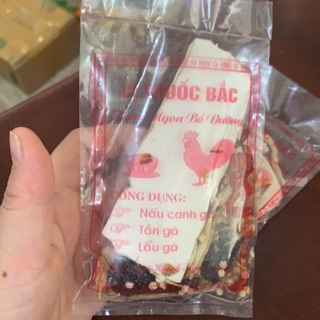 THUỐC BẮC
Ngon Bổ Dưỡng
CÔNG DỤNG:
Nấu canh gà
Tần gà
Lẩu gà